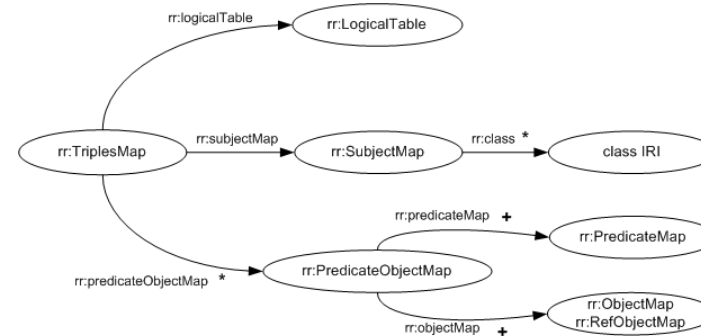 rr:logicalTable
rr:LogicalTable
rr:TriplesMap
rr:subjectMap
rr:SubjectMap
rr:class *
class IRI
rr:predicateMap +
rr:PredicateMap
rr:predicateObjectMap *
rr:PredicateObjectMap
rr:objectMap +
rr:ObjectMap
rr:RefObjectMap